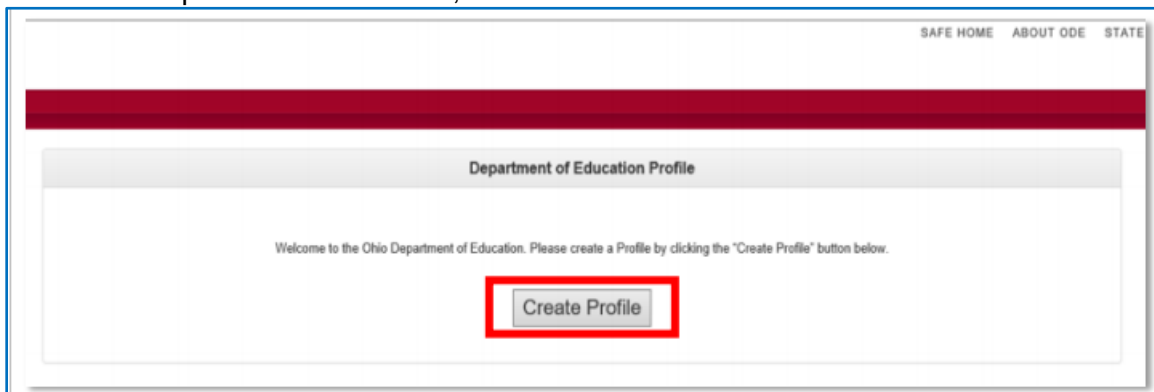 SAFE HOME ABOUT ODE STATE
Department of Education Profile
Welcome to the Ohio Department of Education. Please create a Profile by clicking the "Create Profile" button below.
Create Profile